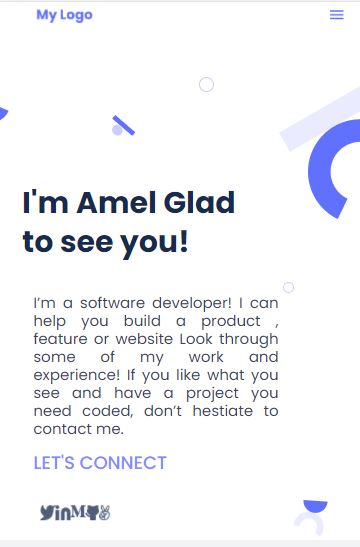 My Logo
I'm Amel Glad
to see you!
I'm a software developer! I can
help you build a product ,
feature or website Look through
some of my work and
experience! If you like what you
see and have a project you
need coded, don't hestiate to
contact me.
LET'S CONNECT